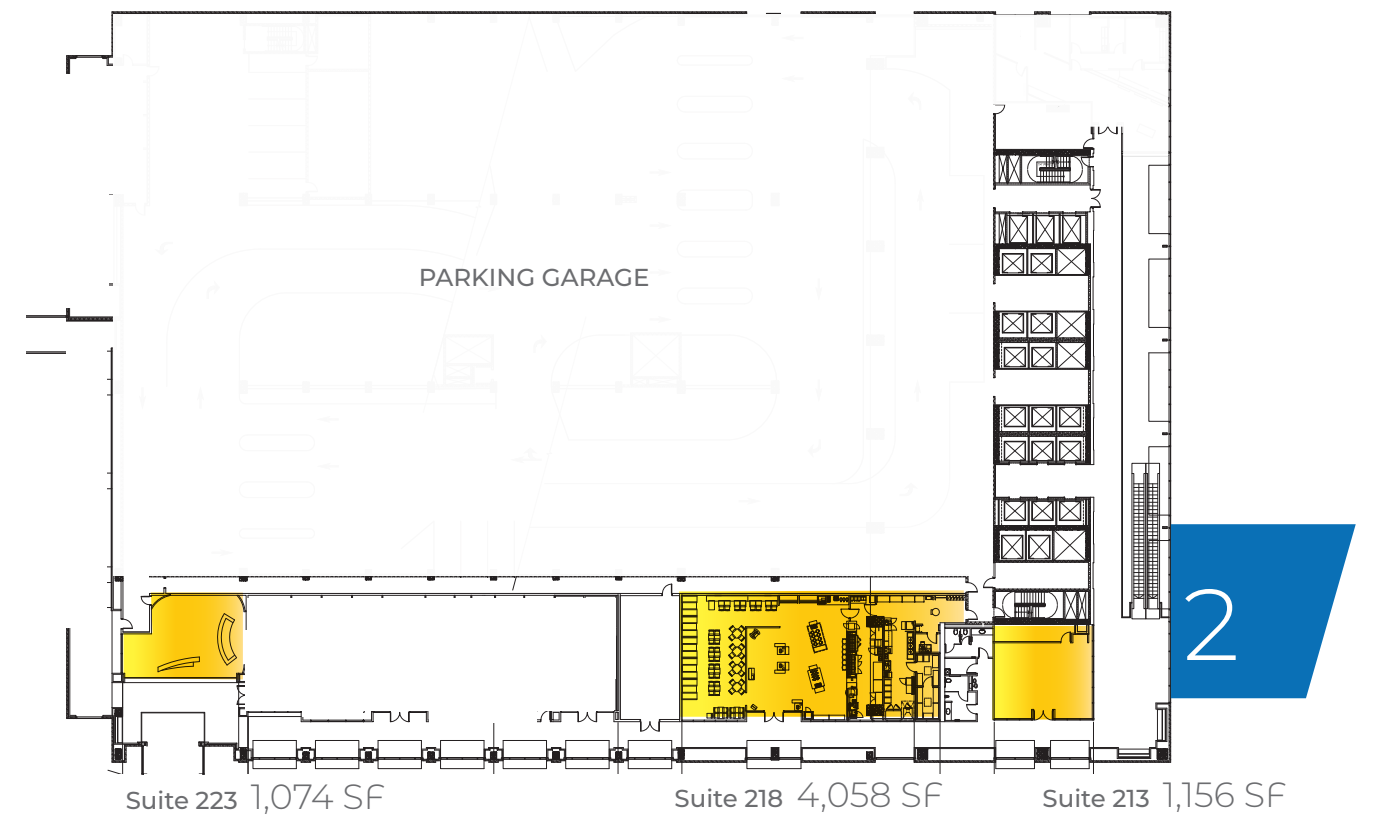 PARKING GARAGE
2
Suite 223 1,074 SF
Suite 218 4,058 SF
Suite 213 1,156 SF